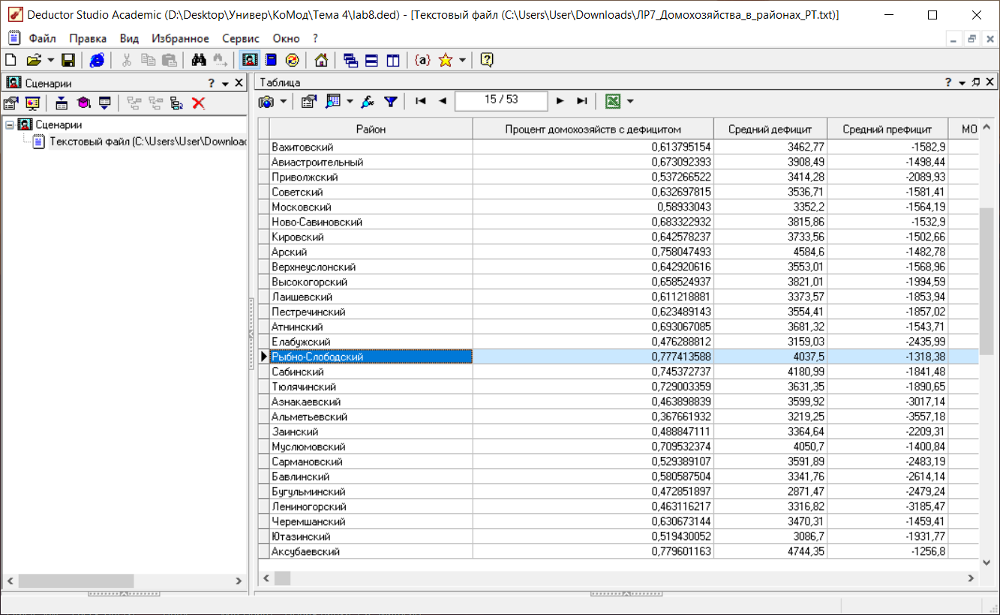 Deductor Studio Academic (D:\Desktop\Универ\КоМод\Тема 4\lab8.ded) - [Текстовый файл (C:\Users\User\Downloads\ЛР7_Домохозяйства_в_районах_РТ.txt)]
Файл Правка Вид Избранное Сервис Окно ?
{a}
Сценарии ?
Таблица ?
15 / 53
Сценарии
Текстовый файл (C:\Users\User\Downloac
Район Процент домохозяйств с дефицитом Средний дефицит Средний префицит МО
Вахитовский 0,613795154 3462,77 -1582,9
Авиастроительный 0,673092393 3908,49 -1498,44
Приволжский 0,537266522 3414,28 -2089,93
Советский 0,632697815 3536,71 -1581,41
Московский 0,58933043 3352,2 -1564,19
Ново-Савиновский 0,683322932 3815,86 -1532,9
Кировский 0,642578237 3733,56 -1502,66
Арский 0,758047493 4584,6 -1482,78
Верхнеуслонский 0,642920616 3553,01 -1568,96
Высокогорский 0,658524937 3821,01 -1994,59
Лаишевский 0,611218881 3373,57 -1853,94
Пестречинский 0,623489143 3554,41 -1857,02
Атнинский 0,693067085 3681,32 -1543,71
Елабужский 0,476288812 3159,03 -2435,99
Рыбно-Слободский 0,777413588 4037,5 -1318,38
Сабинский 0,745372737 4180,99 -1841,48
Тюлячинский 0,729003359 3631,35 -1890,65
Азнакаевский 0,463898839 3599,92 -3017,14
Альметьевский 0,367661932 3219,25 -3557,18
Заинский 0,488847111 3364,64 -2209,31
Муслюмовский 0,709532374 4050,7 -1400,84
Сармановский 0,529389107 3591,89 -2483,19
Бавлинский 0,580587504 3341,76 -2614,14
Бугульминский 0,472851897 2871,47 -2479,24
Лениногорский 0,463116217 3316,82 -3185,47
Черемшанский 0,630673144 3470,31 -1459,41
Ютазинский 0,519430052 3086,7 -1931,77
Аксубаевский 0,779601163 4744,35 -1256,8